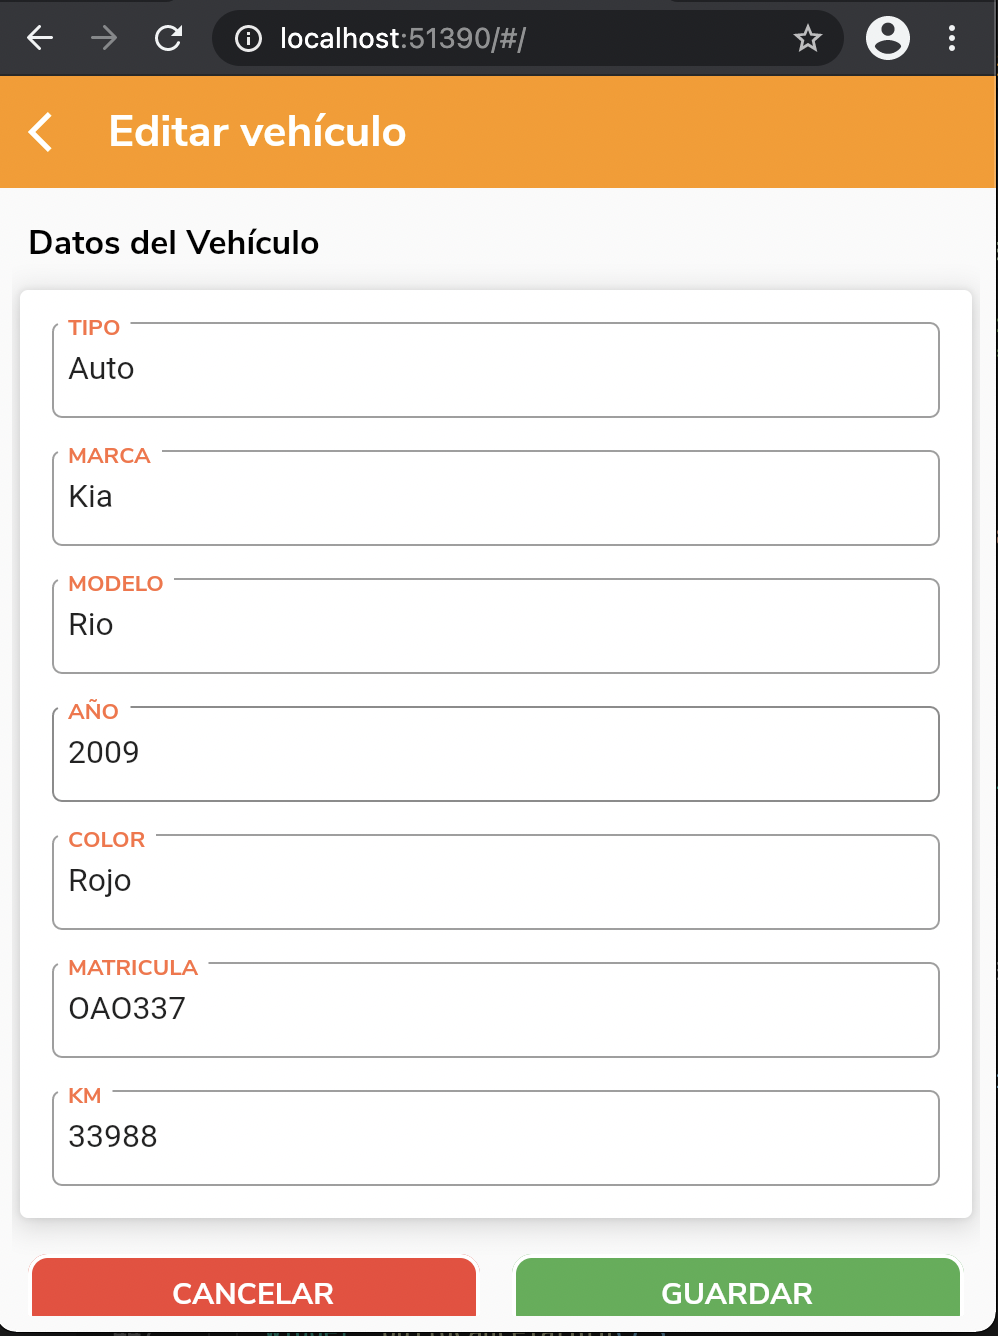 localhost:51390/#/
Editar vehículo
Datos del Vehículo
TIPO
Auto
MARCA
Kia
MODELO
Rio
AÑO
2009
COLOR
Rojo
MATRICULA
OAO337
KM
33988
CANCELAR
GUARDAR